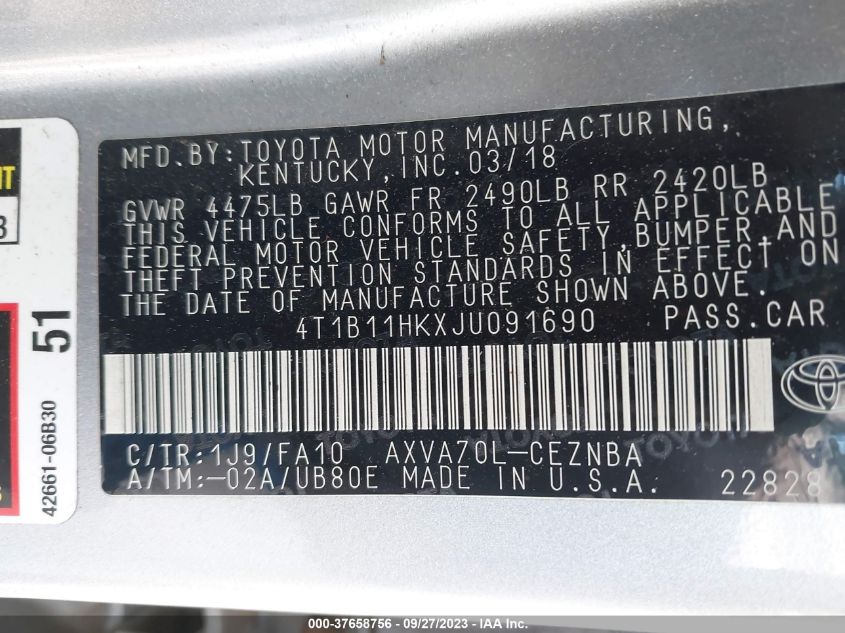 MFD.BY:TOYOTA MOTOR MANUFACTURING,
KENTUCKY,INC.03/18
GVWR 4475LB GAWR FR 2490LB RR 2420LB
THIS VEHICLE CONFORMS TO ALL APPLICABLE
FEDERAL MOTOR VEHICLE SAFETY,BUMPER,AND
THEFT PREVENTION STANDARDS IN EFFECT ON
THE DATE OF MANUFACTURE SHOWN ABOVE.
4T1B11HKXJU091690 PASS.CAR
C/TR:1J9/FA10 AXVA70L-CEZNBA
A/TM:-02A/UB80E MADE IN U.S.A. 22828
51
42661-06B30
000-37658756 - 09/27/2023 - IAA Inc.